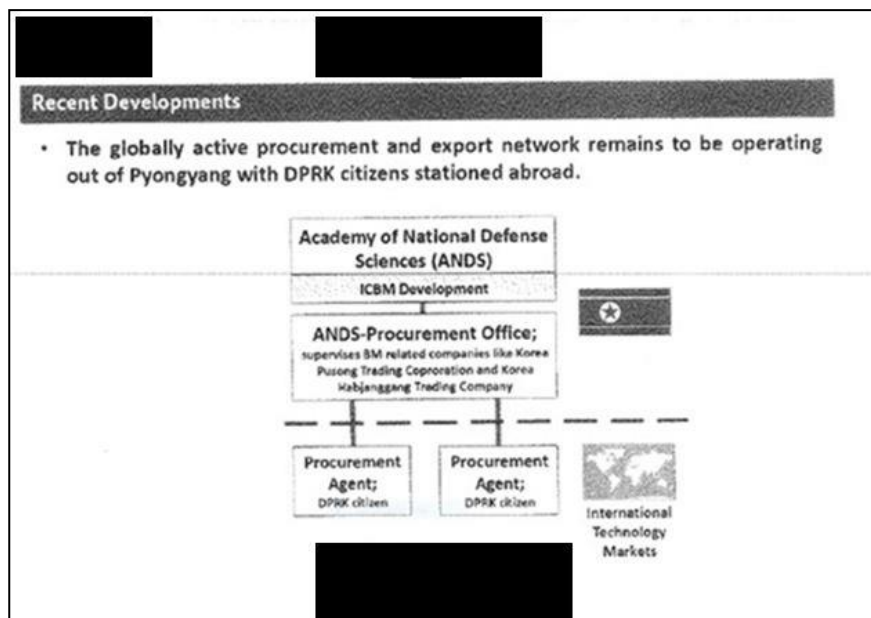 Recent Developments
• The globally active procurement and export network remains to be operating
out of Pyongyang with DPRK citizens stationed abroad.
Academy of National Defense
Sciences (ANDS)
ICBM Development
ANDS-Procurement Office;
supervises BM related companies like Korea
Pusong Trading Coproration and Korea
Habjanggang Trading Company
Procurement
Agent;
DPRK citizen
Procurement
Agent;
DPRK citizen
International
Technology
Markets